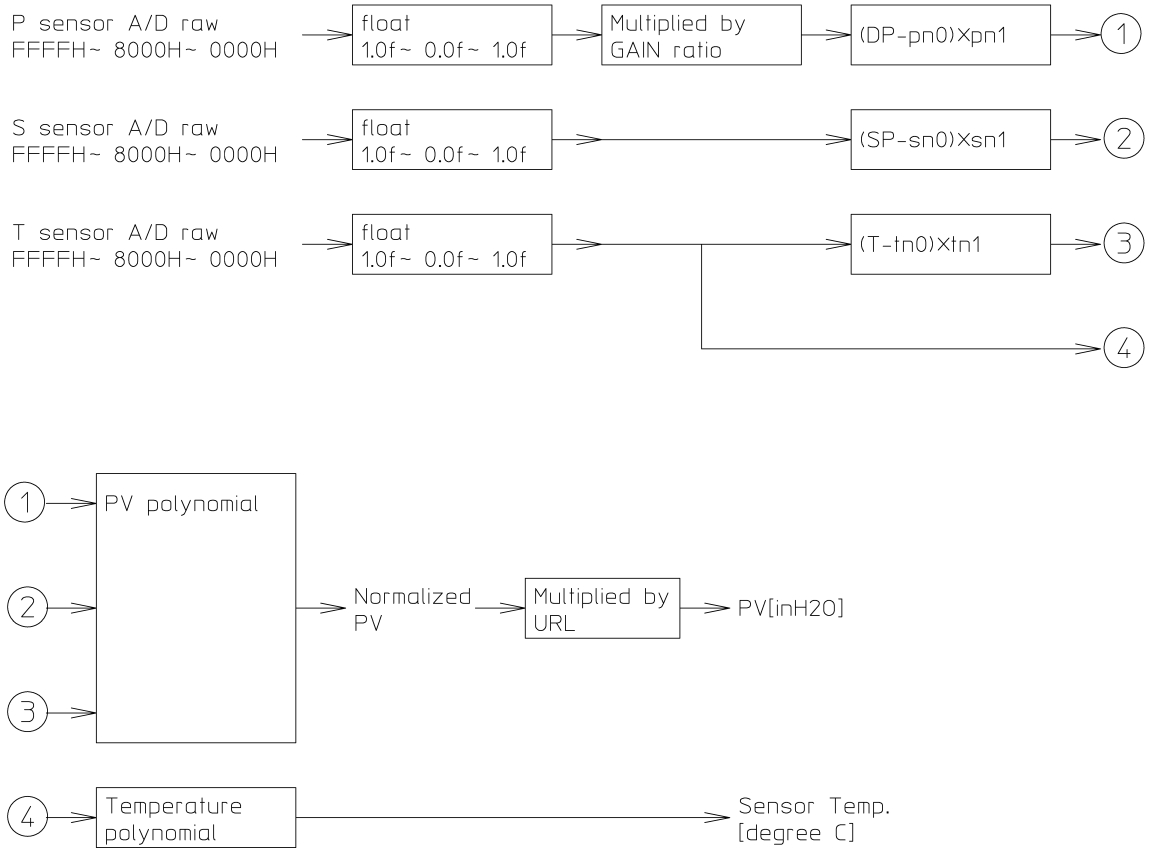 P sensor A/D raw
FFFFH~ 8000H~ 0000H
float
1.0f~ 0.0f~ 1.0f
Multiplied by
GAIN ratio
(DP-pn0)Xpn1
1
S sensor A/D raw
FFFFH~ 8000H~ 0000H
float
1.0f~ 0.0f~ 1.0f
(SP-sn0)Xsn1
2
T sensor A/D raw
FFFFH~ 8000H~ 0000H
float
1.0f~ 0.0f~ 1.0f
(T-tn0)Xtn1
3
4
1
PV polynomial
2
Normalized
PV
Multiplied by
URL
PV[inH2O]
3
4
Temperature
polynomial
Sensor Temp.
[degree C]